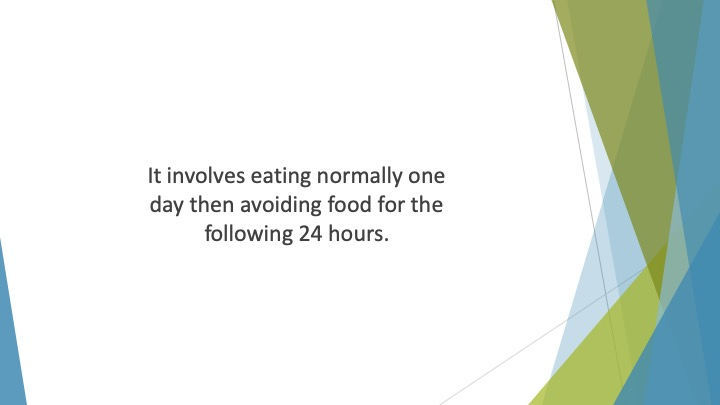 It involves eating normally one
day then avoiding food for the
following 24 hours.